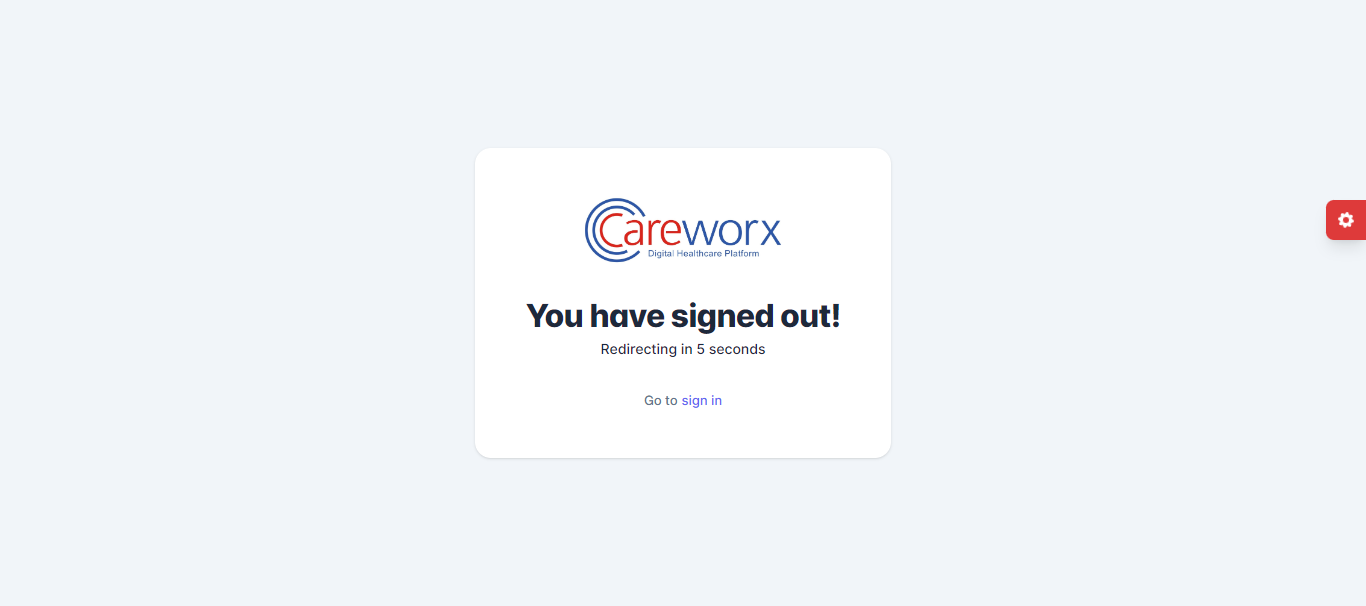 Careworx
Digital Healthcare Platform
You have signed out!
Redirecting in 5 seconds
Go to sign in